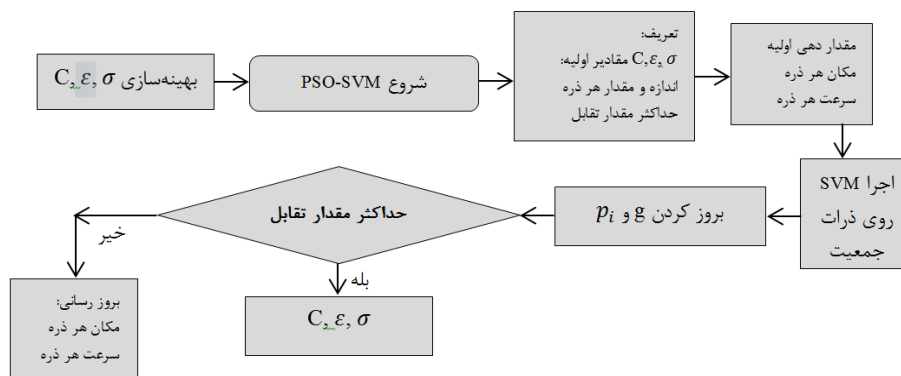 بهینه‌سازی C, ε, σ
شروع PSO-SVM
تعریف:
مقادیر اولیه: C, ε, σ
اندازه و مقدار هر ذره
حداکثر مقدار تقابل
مقدار دهی اولیه
مکان هر ذره
سرعت هر ذره
اجرا SVM
روی ذرات
جمعیت
بروز کردن g و pᵢ
حداکثر مقدار تقابل
خیر
بله
بروز رسانی:
مکان هر ذره
سرعت هر ذره
C, ε, σ